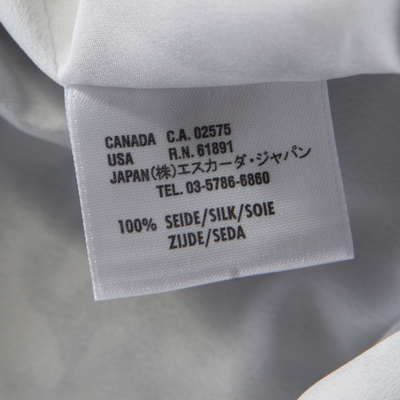 CANADA C.A. 02575
USA R.N. 61891
JAPAN(株)エスカーダ・ジャパン
TEL. 03-5786-6860
100% SEIDE/SILK/SOIE
ZIJDE/SEDA